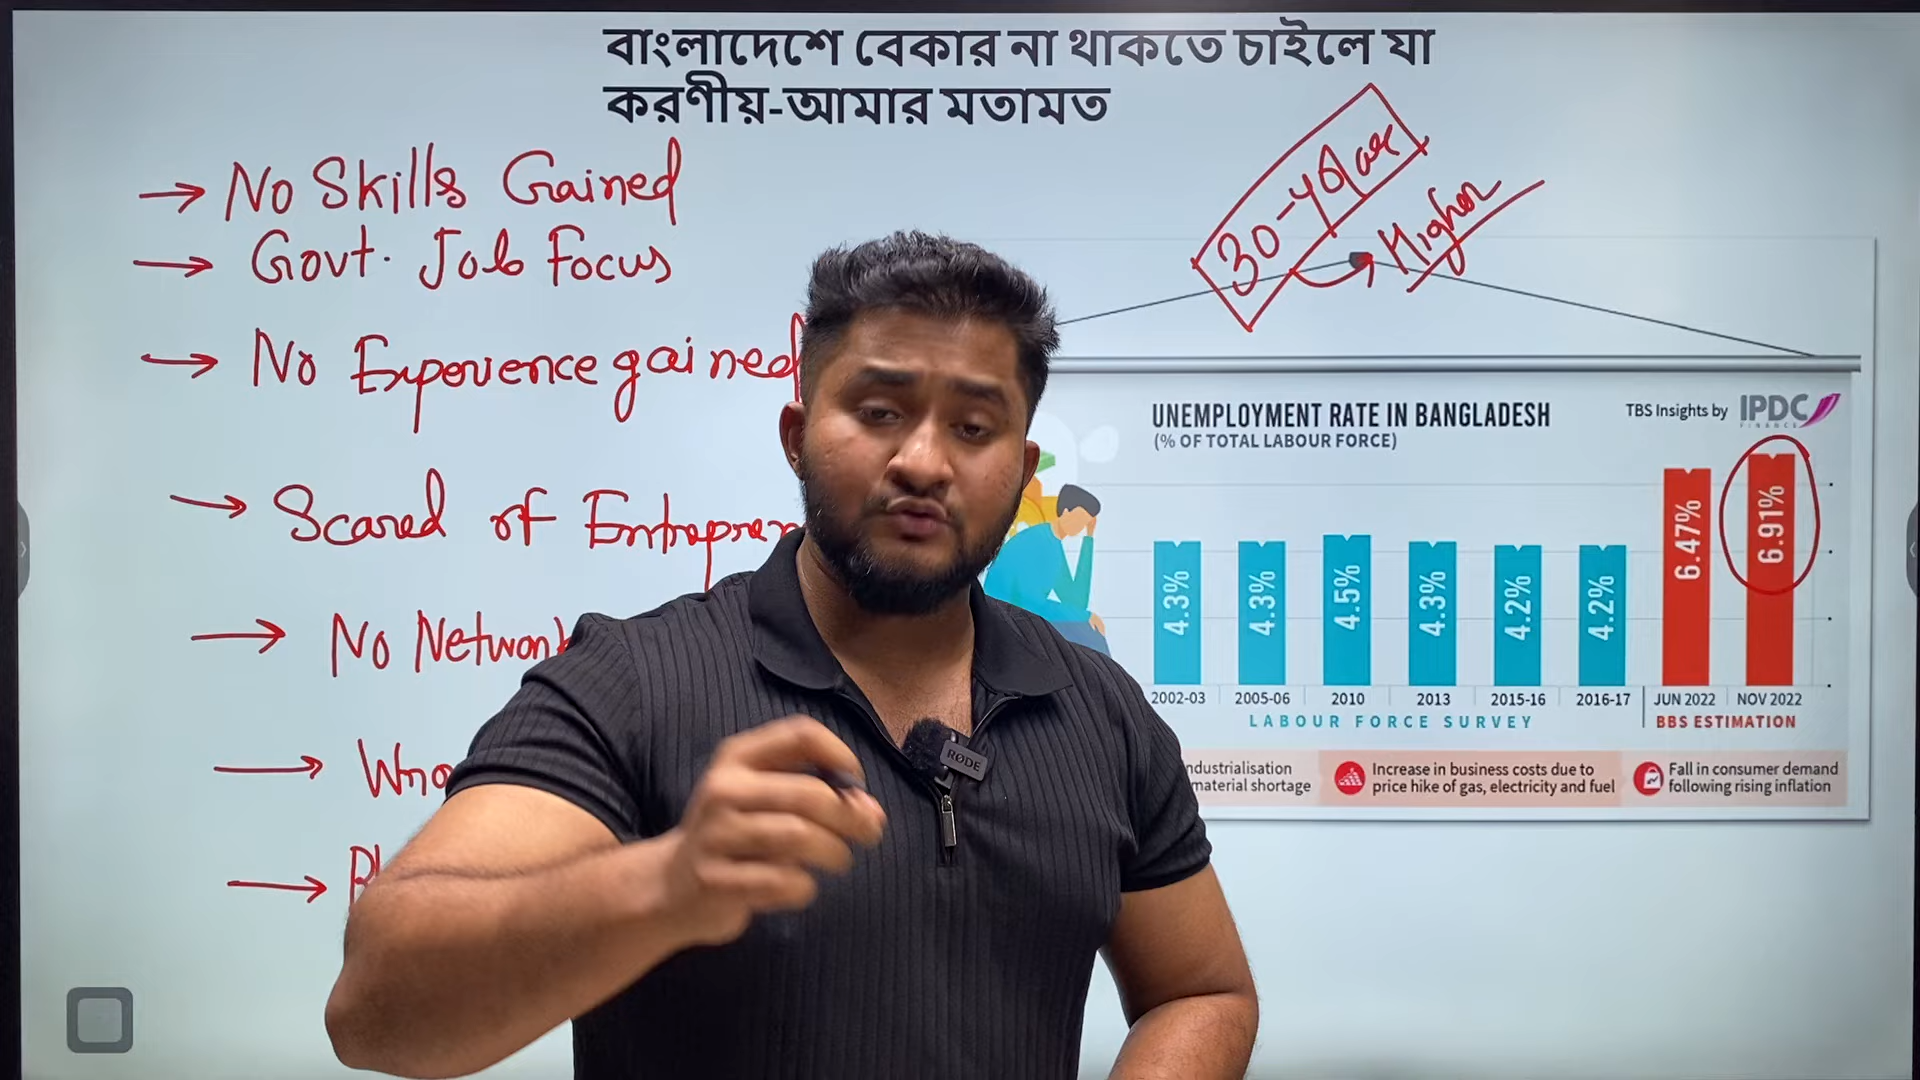 বাংলাদেশে বেকার না থাকতে চাইলে যা
করণীয়-আমার মতামত
→ No Skills Gained
→ Govt. Job Focus
→ No Experience gained
→ Scared of
→ No
30-40
Higher
UNEMPLOYMENT RATE IN BANGLADESH
(% OF TOTAL LABOUR FORCE)
TBS Insights by IPDC
FINANCE
4.3% 4.3% 4.5% 4.3% 4.2% 4.2% 6.47% 6.91%
2002-03 2005-06 2010 2013 2015-16 2016-17 JUN 2022 NOV 2022
LABOUR FORCE SURVEY BBS ESTIMATION
material shortage
Increase in business costs due to
price hike of gas, electricity and fuel
Fall in consumer demand
following rising inflation
RØDE